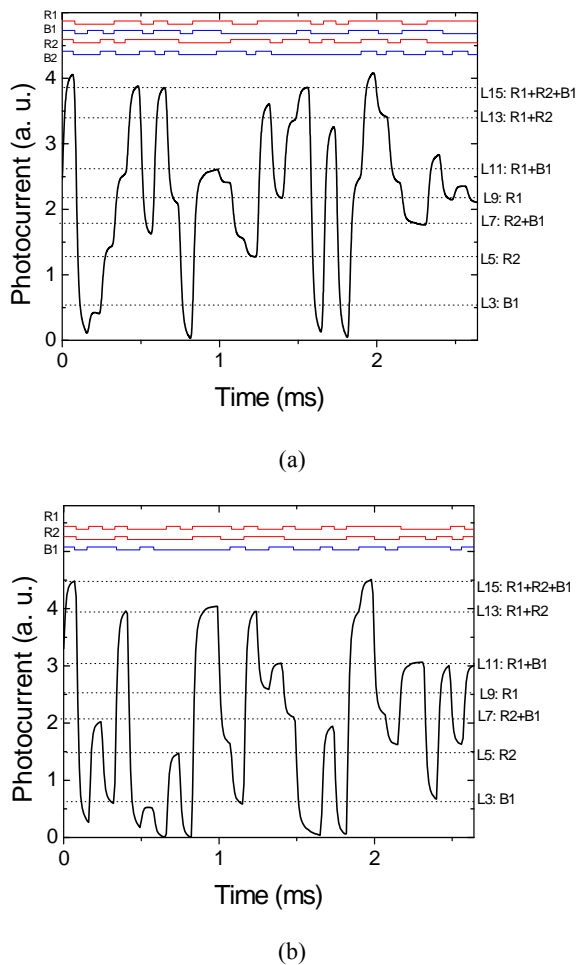 R1
B1
R2
B2
4
3
2
1
0
Photocurrent (a. u.)
L15: R1+R2+B1
L13: R1+R2
L11: R1+B1
L9: R1
L7: R2+B1
L5: R2
L3: B1
0
1
2
Time (ms)
(a)
R1
R2
B1
4
3
2
1
0
Photocurrent (a. u.)
L15: R1+R2+B1
L13: R1+R2
L11: R1+B1
L9: R1
L7: R2+B1
L5: R2
L3: B1
0
1
2
Time (ms)
(b)